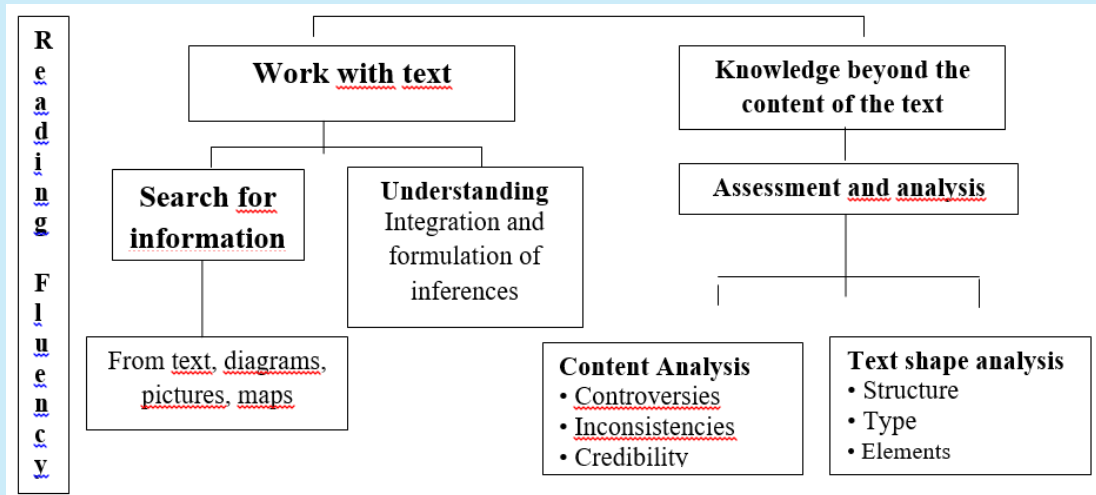 Reading Fluency
Work with text
Knowledge beyond the
content of the text
Search for
information
Understanding
Integration and
formulation of
inferences
Assessment and analysis
From text, diagrams,
pictures, maps
Content Analysis
• Controversies
• Inconsistencies
• Credibility
Text shape analysis
• Structure
• Type
• Elements